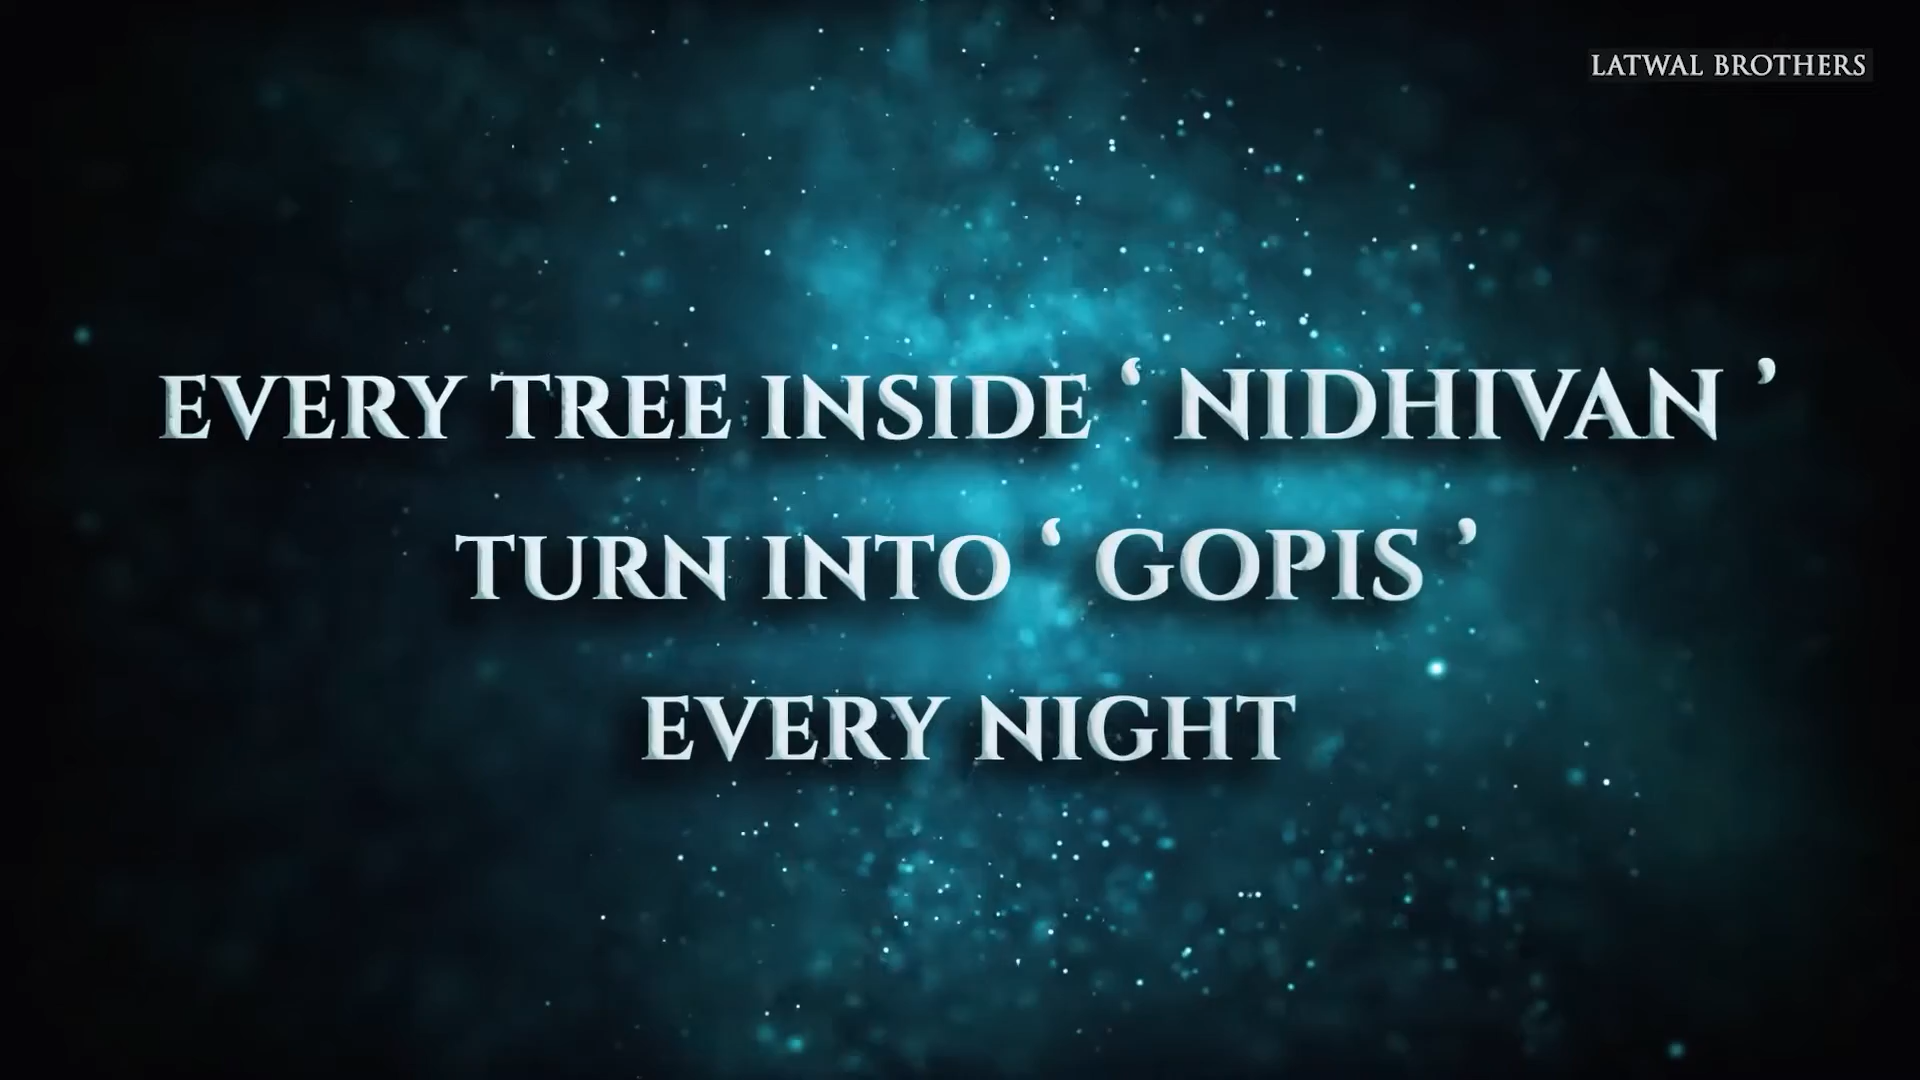 LATWAL BROTHERS
EVERY TREE INSIDE ‘ NIDHIVAN ’
TURN INTO ‘ GOPIS ’
EVERY NIGHT